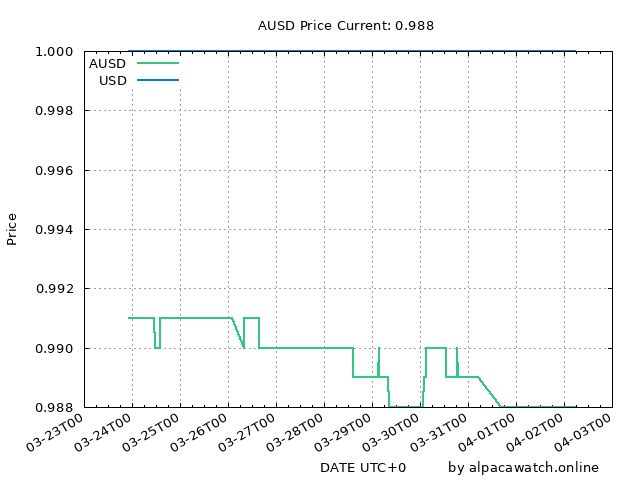 AUSD Price Current: 0.988
1.000
AUSD
USD
0.998
0.996
0.994
Price
0.992
0.990
0.988
03-23T00 03-24T00 03-25T00 03-26T00 03-27T00 03-28T00 03-29T00 03-30T00 03-31T00 04-01T00 04-02T00 04-03T00
DATE UTC+0 by alpacawatch.online